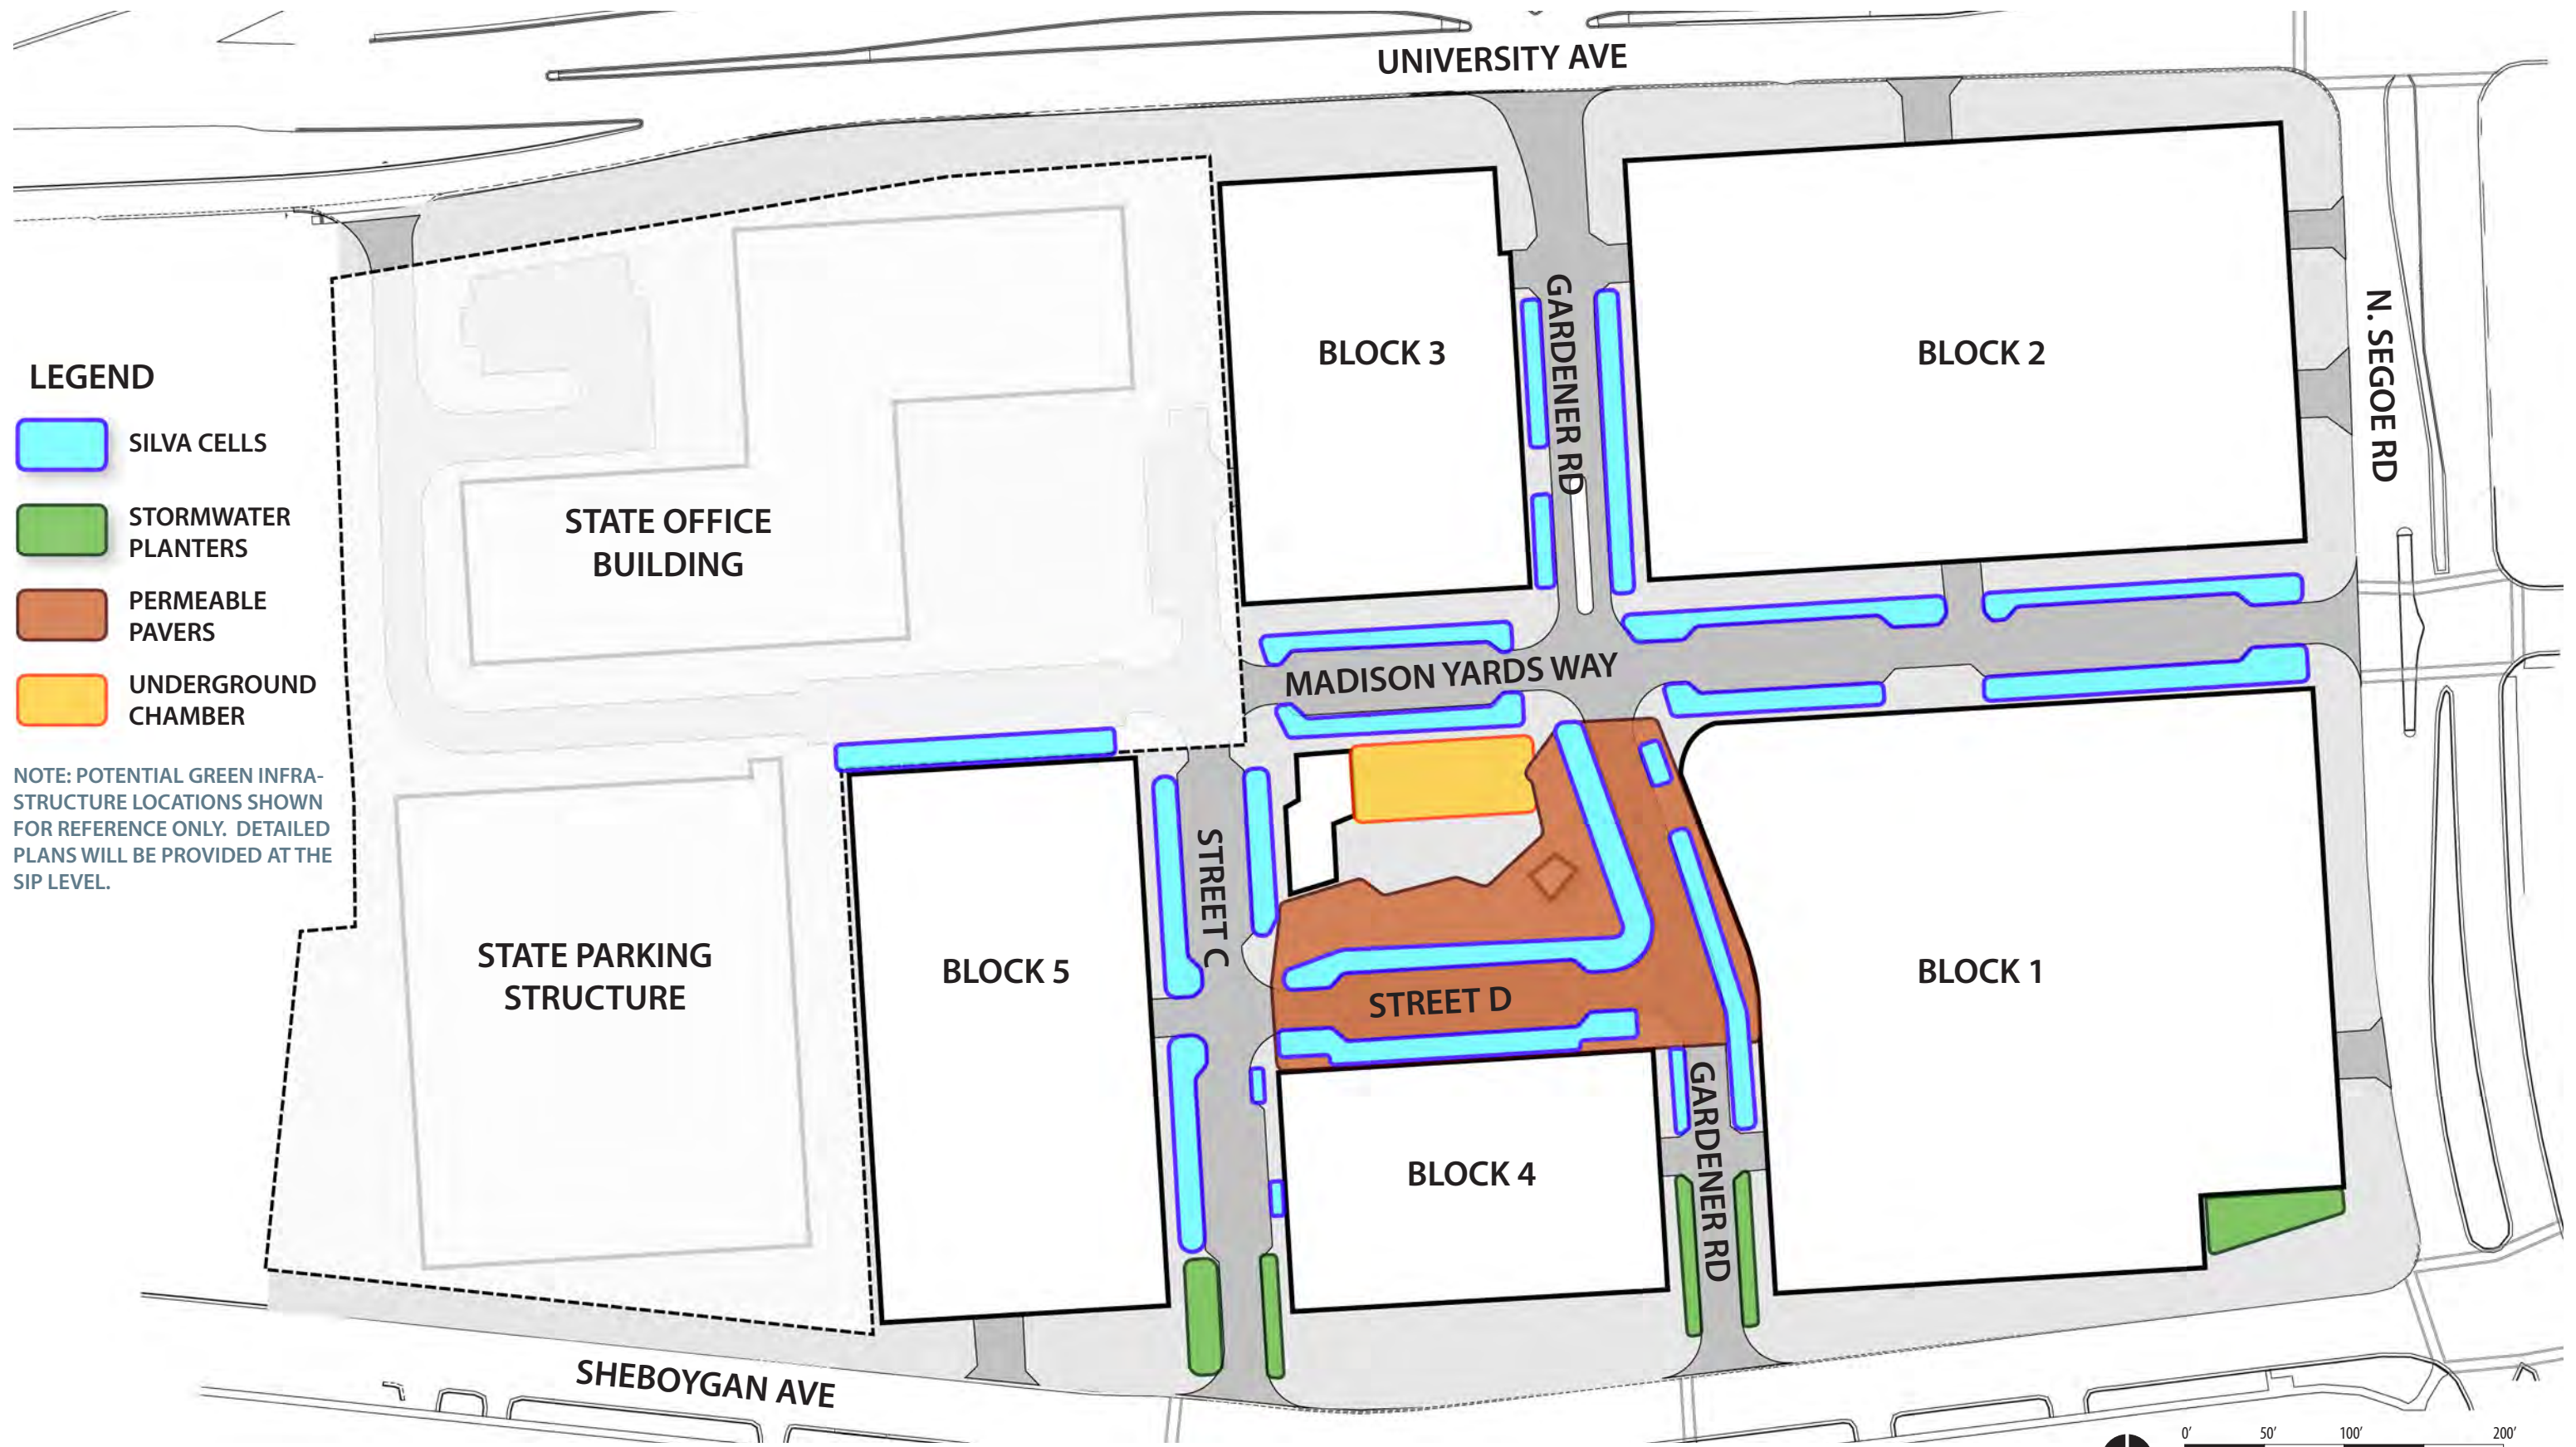 UNIVERSITY AVE
N. SEGOE RD
GARDENER RD
BLOCK 3
BLOCK 2
LEGEND
SILVA CELLS
STORMWATER
PLANTERS
PERMEABLE
PAVERS
UNDERGROUND
CHAMBER
NOTE: POTENTIAL GREEN INFRA-
STRUCTURE LOCATIONS SHOWN
FOR REFERENCE ONLY.  DETAILED
PLANS WILL BE PROVIDED AT THE
SIP LEVEL.
STATE OFFICE
BUILDING
MADISON YARDS WAY
STATE PARKING
STRUCTURE
BLOCK 5
STREET C
STREET D
BLOCK 1
BLOCK 4
GARDENER RD
SHEBOYGAN AVE
0' 50' 100' 200'